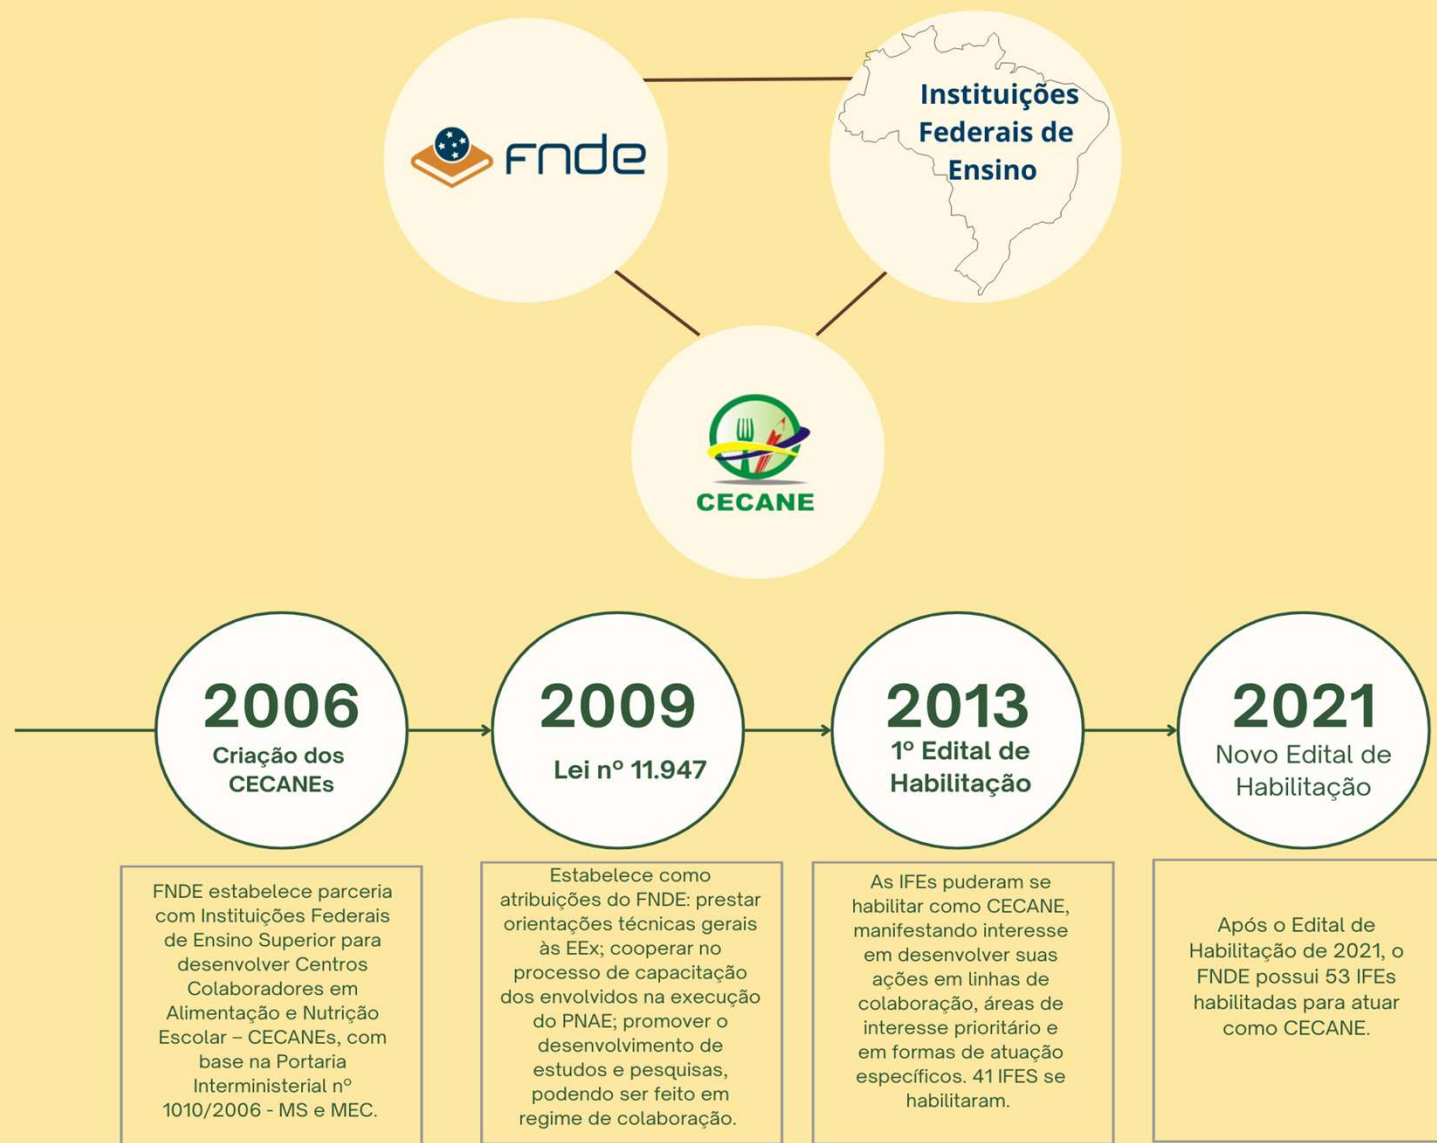 fnde
Instituições
Federais de
Ensino
CECANE
2006
Criação dos
CECANEs
2009
Lei nº 11.947
2013
1º Edital de
Habilitação
2021
Novo Edital de
Habilitação
FNDE estabelece parceria
com Instituições Federais
de Ensino Superior para
desenvolver Centros
Colaboradores em
Alimentação e Nutrição
Escolar – CECANEs, com
base na Portaria
Interministerial nº
1010/2006 - MS e MEC.
Estabelece como
atribuições do FNDE: prestar
orientações técnicas gerais
às EEx; cooperar no
processo de capacitação
dos envolvidos na execução
do PNAE; promover o
desenvolvimento de
estudos e pesquisas,
podendo ser feito em
regime de colaboração.
As IFEs puderam se
habilitar como CECANE,
manifestando interesse
em desenvolver suas
ações em linhas de
colaboração, áreas de
interesse prioritário e
em formas de atuação
específicos. 41 IFES se
habilitaram.
Após o Edital de
Habilitação de 2021, o
FNDE possui 53 IFEs
habilitadas para atuar
como CECANE.